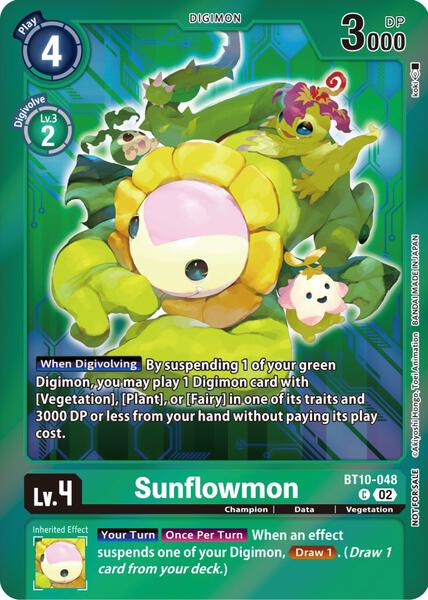 Play
4
DIGIMON
DP
3000
Digivolve
Lv.3
2
koki
When Digivolving By suspending 1 of your green
Digimon, you may play 1 Digimon card with
[Vegetation], [Plant], or [Fairy] in one of its traits and
3000 DP or less from your hand without paying its play
cost.
©Akiyoshi Hongo, Toei Animation BANDAI MADE IN JAPAN
NOT FOR SALE
Lv.4
Sunflowmon
BT10-048
C 02
Champion | Data | Vegetation
Inherited Effect
Your Turn Once Per Turn When an effect
suspends one of your Digimon, Draw 1. (Draw 1
card from your deck.)